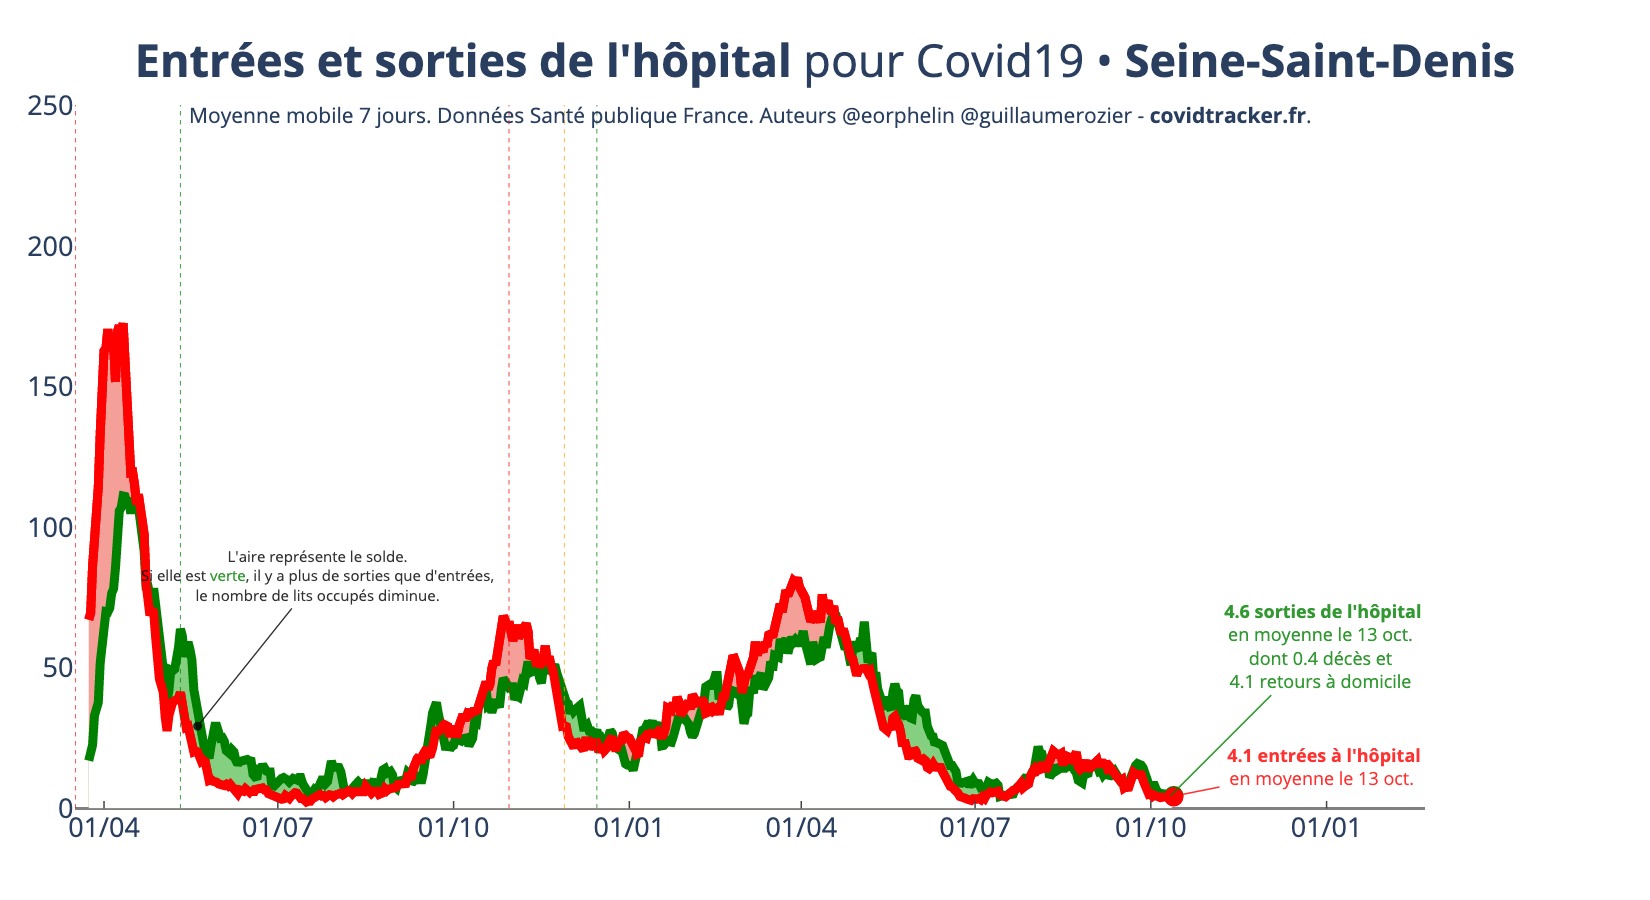 Entrées et sorties de l'hôpital pour Covid19 • Seine-Saint-Denis
Moyenne mobile 7 jours. Données Santé publique France. Auteurs @eorphelin @guillaumerozier - covidtracker.fr.
250
200
150
100
50
0
L'aire représente le solde.
Si elle est verte, il y a plus de sorties que d'entrées,
le nombre de lits occupés diminue.
4.6 sorties de l'hôpital
en moyenne le 13 oct.
dont 0.4 décès et
4.1 retours à domicile
4.1 entrées à l'hôpital
en moyenne le 13 oct.
01/04 01/07 01/10 01/01 01/04 01/07 01/10 01/01